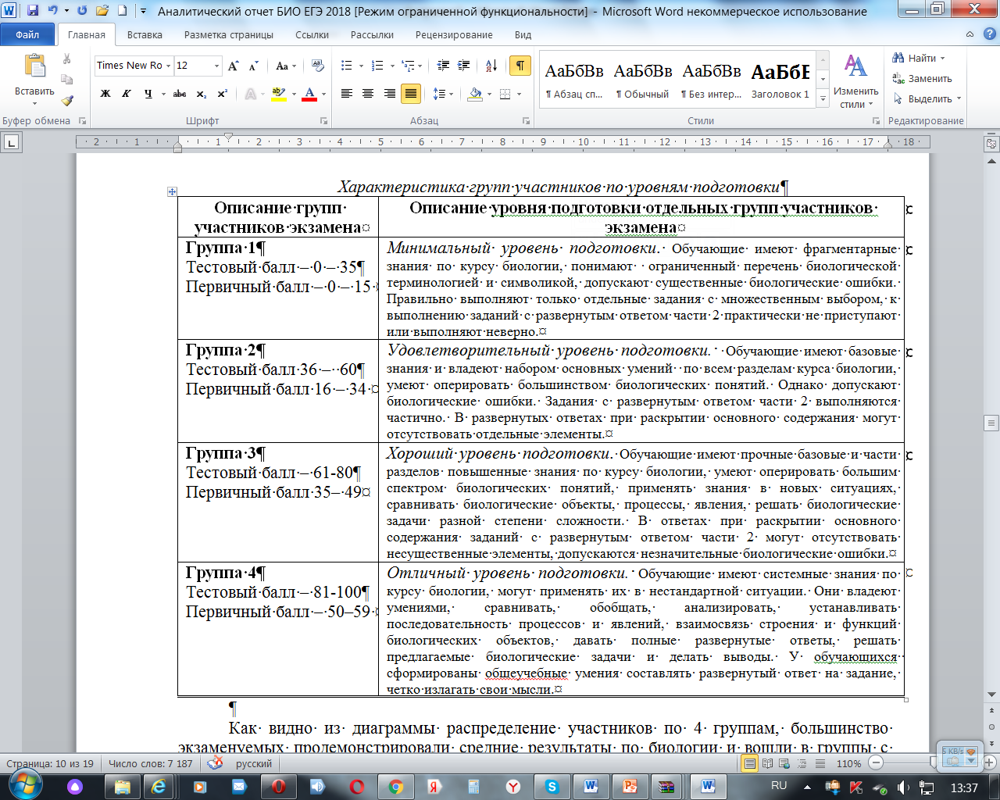 Аналитический отчет БИО ЕГЭ 2018 [Режим ограниченной функциональности] - Microsoft Word некоммерческое использование
Файл Главная Вставка Разметка страницы Ссылки Рассылки Рецензирование Вид
Times New Ro 12
Вставить
Ж К Ч abc x₂ x²
АаБбВв АаБбВв АаБбВв АаБбЕ
¶ Абзац сп... ¶ Обычный ¶ Без интер... Заголовок 1
Изменить стили
Найти
Заменить
Выделить
Буфер обмена Шрифт Абзац Стили Редактирование
2 1 1 2 3 4 5 6 7 8 9 10 11 12 13 14 15 16 17 18
Характеристика групп участников по уровням подготовки¶
Описание групп
участников экзамена¤
Описание уровня подготовки отдельных групп участников
экзамена¤
Группа 1¶
Тестовый балл – 0 – 35¶
Первичный балл – 0 – 15
Минимальный уровень подготовки. Обучающие имеют фрагментарные
знания по курсу биологии, понимают ограниченный перечень биологической
терминологией и символикой, допускают существенные биологические ошибки.
Правильно выполняют только отдельные задания с множественным выбором, к
выполнению заданий с развернутым ответом части 2 практически не приступают
или выполняют неверно.¤
Группа 2¶
Тестовый балл 36 – 60¶
Первичный балл 16 – 34 ¤
Удовлетворительный уровень подготовки. Обучающие имеют базовые
знания и владеют набором основных умений по всем разделам курса биологии,
умеют оперировать большинством биологических понятий. Однако допускают
биологические ошибки. Задания с развернутым ответом части 2 выполняются
частично. В развернутых ответах при раскрытии основного содержания могут
отсутствовать отдельные элементы.¤
Группа 3¶
Тестовый балл – 61-80¶
Первичный балл 35– 49¤
Хороший уровень подготовки. Обучающие имеют прочные базовые и части
разделов повышенные знания по курсу биологии, умеют оперировать большим
спектром биологических понятий, применять знания в новых ситуациях,
сравнивать биологические объекты, процессы, явления, решать биологические
задачи разной степени сложности. В ответах при раскрытии основного
содержания заданий с развернутым ответом части 2 могут отсутствовать
несущественные элементы, допускаются незначительные биологические ошибки.¤
Группа 4¶
Тестовый балл – 81-100¶
Первичный балл – 50–59
Отличный уровень подготовки. Обучающие имеют системные знания по
курсу биологии, могут применять их в нестандартной ситуации. Они владеют
умениями, сравнивать, обобщать, анализировать, устанавливать
последовательность процессов и явлений, взаимосвязь строения и функций
биологических объектов, давать полные развернутые ответы, решать
предлагаемые биологические задачи и делать выводы. У обучающихся
сформированы общеучебные умения составлять развернутый ответ на задание,
четко излагать свои мысли.¤
¶
Как видно из диаграммы распределение участников по 4 группам, большинство
экзаменуемых продемонстрировали средние результаты по биологии и вошли в группы с
Страница: 10 из 19 Число слов: 7 187 русский 110%
5 KB/s
RU 13:37